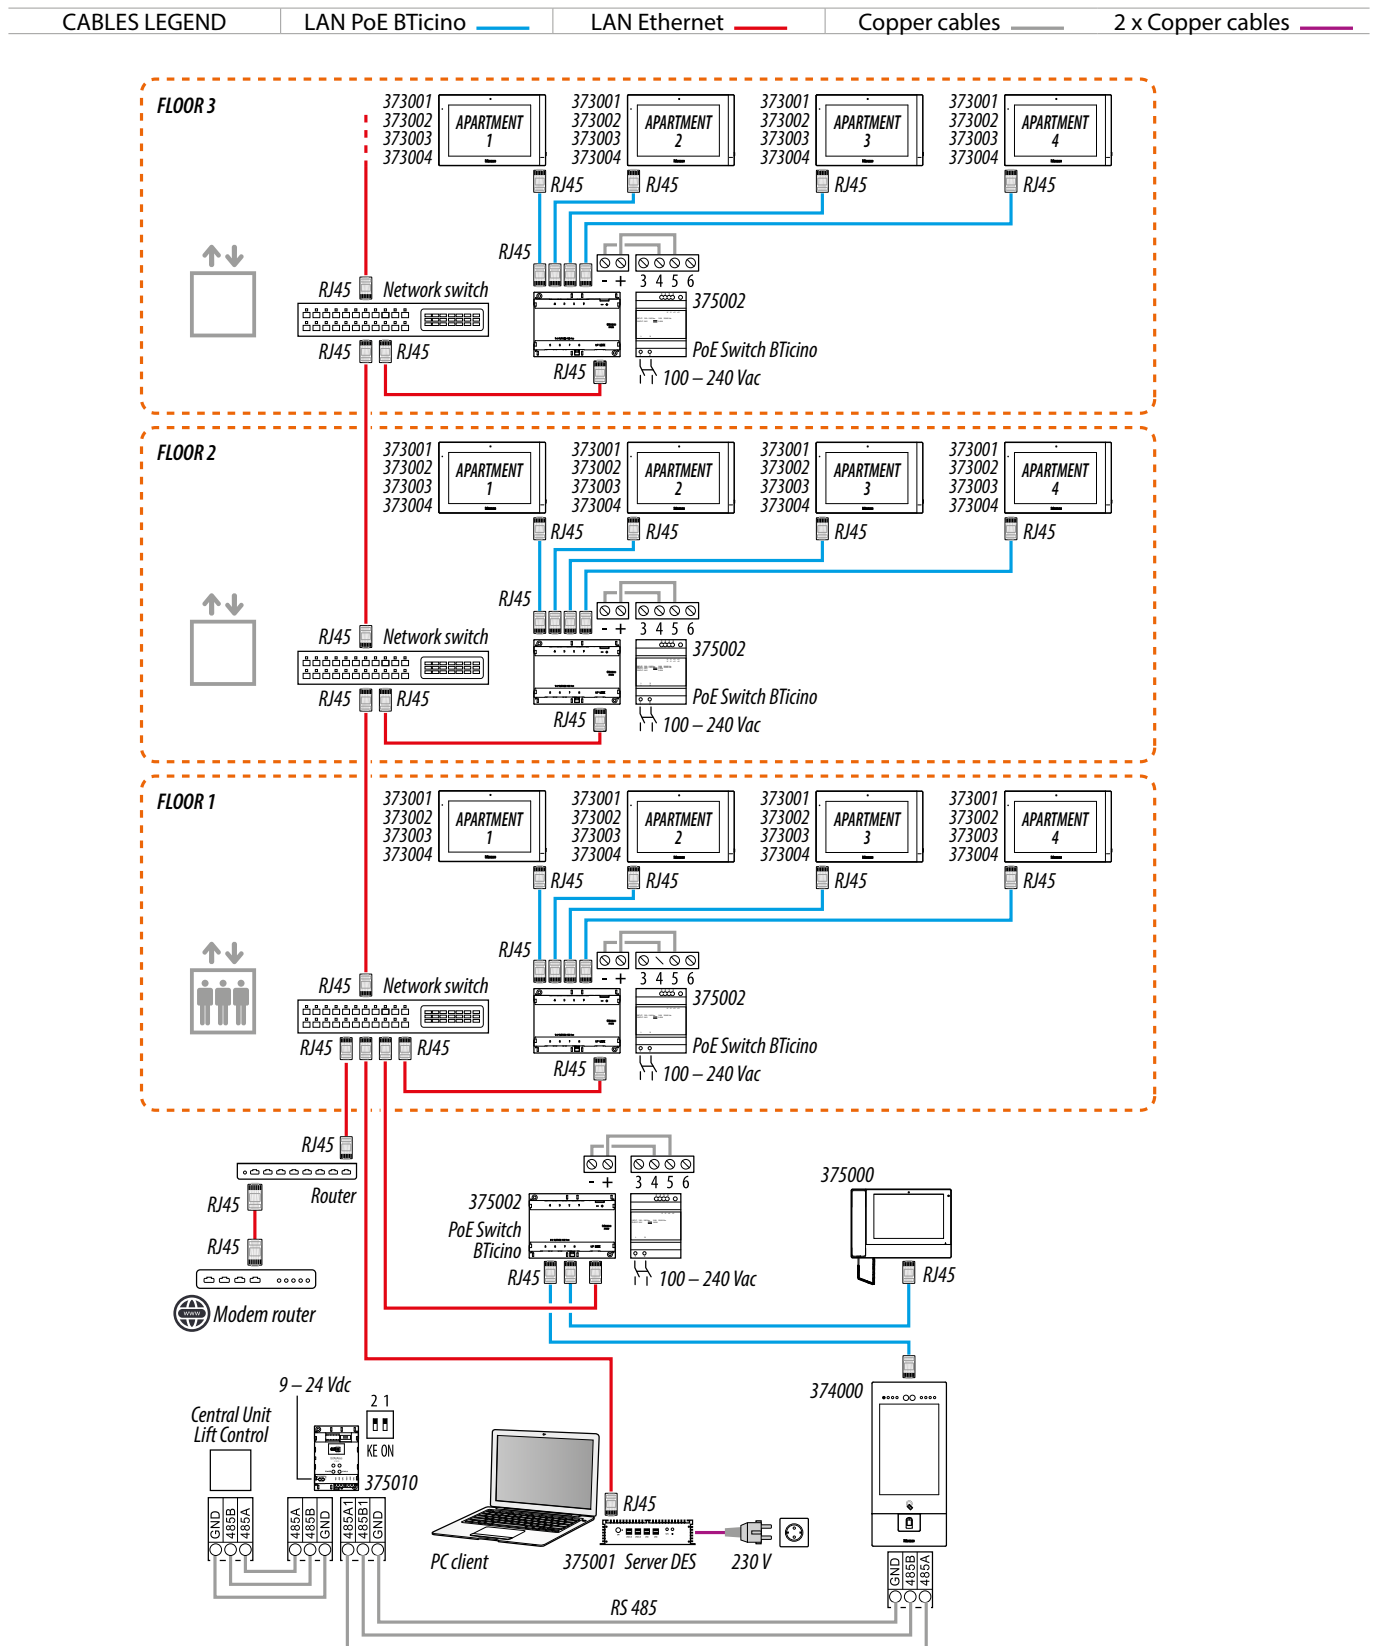 CABLES LEGEND LAN PoE BTicino LAN Ethernet Copper cables 2 x Copper cables
FLOOR 3
373001 373001 373001 373001
373002 373002 373002 373002
373003 373003 373003 373003
373004 373004 373004 373004
APARTMENT 1 APARTMENT 2 APARTMENT 3 APARTMENT 4
RJ45 RJ45 RJ45 RJ45
RJ45
- + 3 4 5 6
RJ45 Network switch 375002
RJ45 RJ45 PoE Switch BTicino
RJ45 100 – 240 Vac
FLOOR 2
373001 373001 373001 373001
373002 373002 373002 373002
373003 373003 373003 373003
373004 373004 373004 373004
APARTMENT 1 APARTMENT 2 APARTMENT 3 APARTMENT 4
RJ45 RJ45 RJ45 RJ45
RJ45
- + 3 4 5 6
RJ45 Network switch 375002
RJ45 RJ45 PoE Switch BTicino
RJ45 100 – 240 Vac
FLOOR 1
373001 373001 373001 373001
373002 373002 373002 373002
373003 373003 373003 373003
373004 373004 373004 373004
APARTMENT 1 APARTMENT 2 APARTMENT 3 APARTMENT 4
RJ45 RJ45 RJ45 RJ45
RJ45
- + 3 4 5 6
RJ45 Network switch 375002
RJ45 RJ45 PoE Switch BTicino
RJ45 100 – 240 Vac
RJ45
Router
RJ45
RJ45
www Modem router
- + 3 4 5 6
375002
PoE Switch
BTicino
RJ45 100 – 240 Vac
375000
RJ45
374000
9 – 24 Vdc
2 1
KE ON
Central Unit
Lift Control
375010
GND 485B 485A
485A 485B GND
485A1 485B1 GND
PC client
RJ45
375001 Server DES
230 V
GND 485B 485A
RS 485